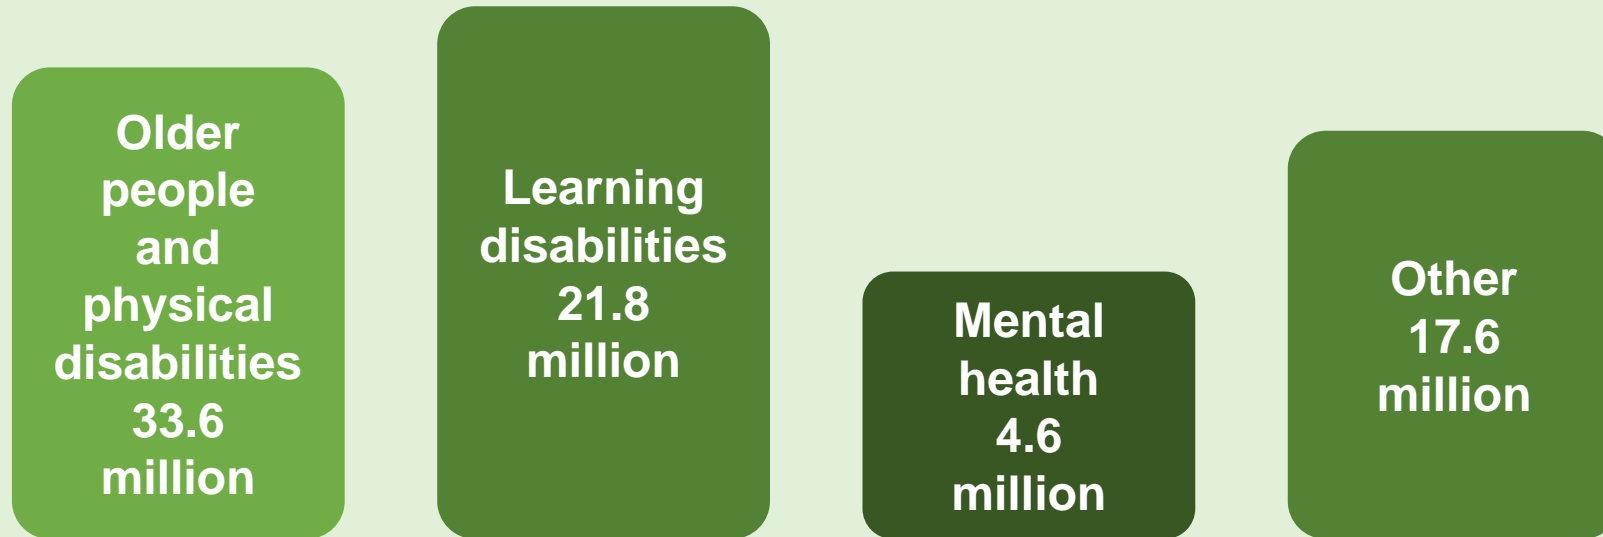 Older
people
and
physical
disabilities
33.6
million
Learning
disabilities
21.8
million
Mental
health
4.6
million
Other
17.6
million